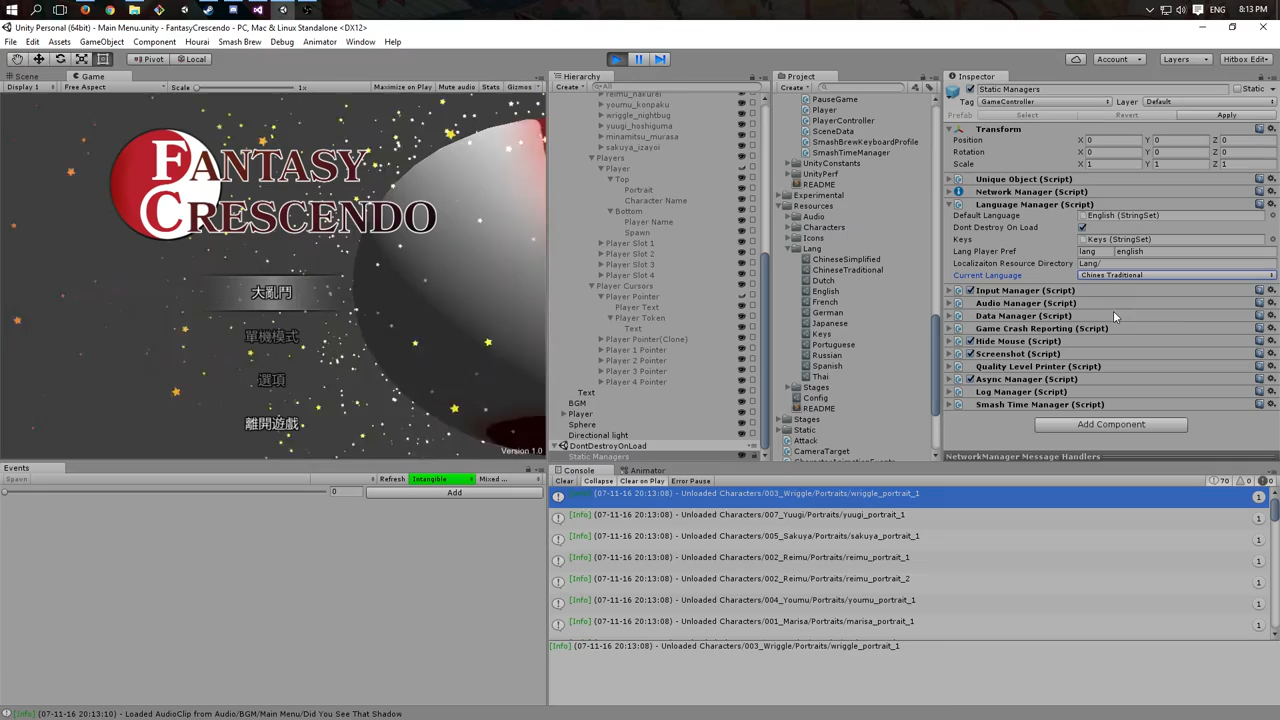 8:13 PM
ENG
Unity Personal (64bit) - Main Menu.unity - FantasyCrescendo - PC, Mac & Linux Standalone <DX12>
File Edit Assets GameObject Component Hourai Smash Brew Debug Animator Window Help
Pivot Local
Account Layers Hitbox Edit
Scene Game
Display 1 Free Aspect Scale 1x Maximize on Play Mute audio Stats Gizmos
FANTASY
CRESCENDO
大亂鬥
單機模式
選項
離開遊戲
Version 1.0
Events
Spawn Refresh Intangible Mixed ...
0 Add
Hierarchy
Create All
reimu_hakurei
youmu_konpaku
wriggle_nightbug
yuugi_hoshiguma
minamitsu_murasa
sakuya_izayoi
Players
Player
Top
Portrait
Character Name
Bottom
Player Name
Spawn
Player Slot 1
Player Slot 2
Player Slot 3
Player Slot 4
Player Cursors
Player Pointer
Player Text
Player Token
Text
Player Pointer(Clone)
Player 1 Pointer
Player 2 Pointer
Player 3 Pointer
Player 4 Pointer
Text
BGM
Player
Sphere
Directional light
DontDestroyOnLoad
Static Managers
Project
Create
PauseGame
Player
PlayerController
SceneData
SmashBrewKeyboardProfile
SmashTimeManager
UnityConstants
UnityPerf
README
Experimental
Resources
Audio
Characters
Icons
Lang
ChineseSimplified
ChineseTraditional
Dutch
English
French
German
Japanese
Keys
Portuguese
Russian
Spanish
Thai
Stages
Config
README
Stages
Static
Attack
CameraTarget
Inspector
Static Managers Static
Tag GameController Layer Default
Prefab Select Revert Apply
Transform
Position X 0 Y 0 Z 0
Rotation X 0 Y 0 Z 0
Scale X 1 Y 1 Z 1
Unique Object (Script)
Network Manager (Script)
Language Manager (Script)
Default Language English (StringSet)
Dont Destroy On Load
Keys Keys (StringSet)
Lang Player Pref lang english
Localizaiton Resource Directory Lang/
Current Language Chines Traditional
Input Manager (Script)
Audio Manager (Script)
Data Manager (Script)
Game Crash Reporting (Script)
Hide Mouse (Script)
Screenshot (Script)
Quality Level Printer (Script)
Async Manager (Script)
Log Manager (Script)
Smash Time Manager (Script)
Add Component
NetworkManager Message Handlers
Console Animator
Clear Collapse Clear on Play Error Pause 70 0 0
(07-11-16 20:13:08) - Unloaded Characters/003_Wriggle/Portraits/wriggle_portrait_1 1
[Info] (07-11-16 20:13:08) - Unloaded Characters/007_Yuugi/Portraits/yuugi_portrait_1 1
[Info] (07-11-16 20:13:08) - Unloaded Characters/005_Sakuya/Portraits/sakuya_portrait_1 1
[Info] (07-11-16 20:13:08) - Unloaded Characters/002_Reimu/Portraits/reimu_portrait_1 1
[Info] (07-11-16 20:13:08) - Unloaded Characters/002_Reimu/Portraits/reimu_portrait_2 1
[Info] (07-11-16 20:13:08) - Unloaded Characters/004_Youmu/Portraits/youmu_portrait_1 1
[Info] (07-11-16 20:13:08) - Unloaded Characters/001_Marisa/Portraits/marisa_portrait_1 1
[Info] (07-11-16 20:13:08) - Unloaded Characters/003_Wriggle/Portraits/wriggle_portrait_1
[Info] (07-11-16 20:13:10) - Loaded AudioClip from Audio/BGM/Main Menu/Did You See That Shadow